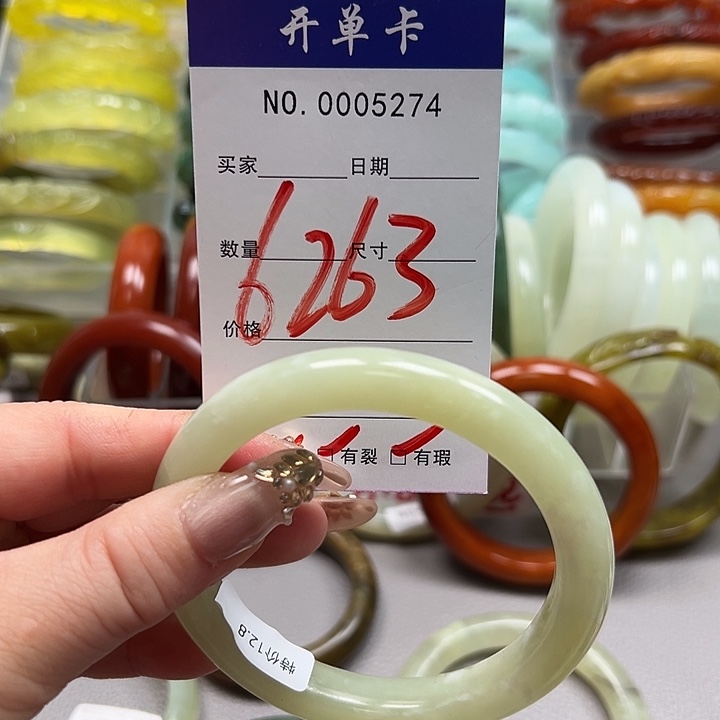 开单卡
NO. 0005274
买家 日期
6263
数量 尺寸
价格
有裂 有瑕
特价12.8